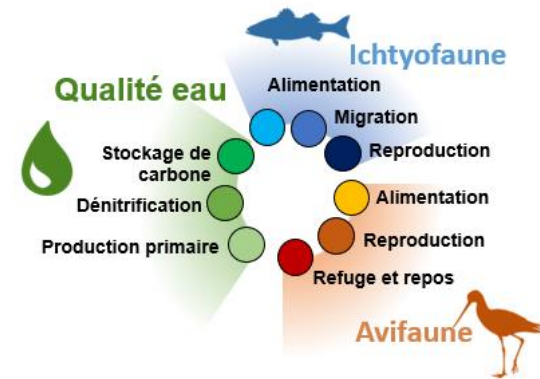 Ichtyofaune
Alimentation
Migration
Reproduction
Qualité eau
Stockage de
carbone
Dénitrification
Production primaire
Alimentation
Reproduction
Refuge et repos
Avifaune